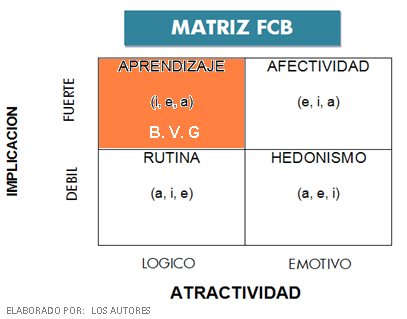 MATRIZ FCB
IMPLICACION
FUERTE
DEBIL
APRENDIZAJE
(i, e, a)
B. V. G
AFECTIVIDAD
(e, i, a)
RUTINA
(a, i, e)
HEDONISMO
(a, e, i)
LOGICO
EMOTIVO
ATRACTIVIDAD
ELABORADO POR: LOS AUTORES